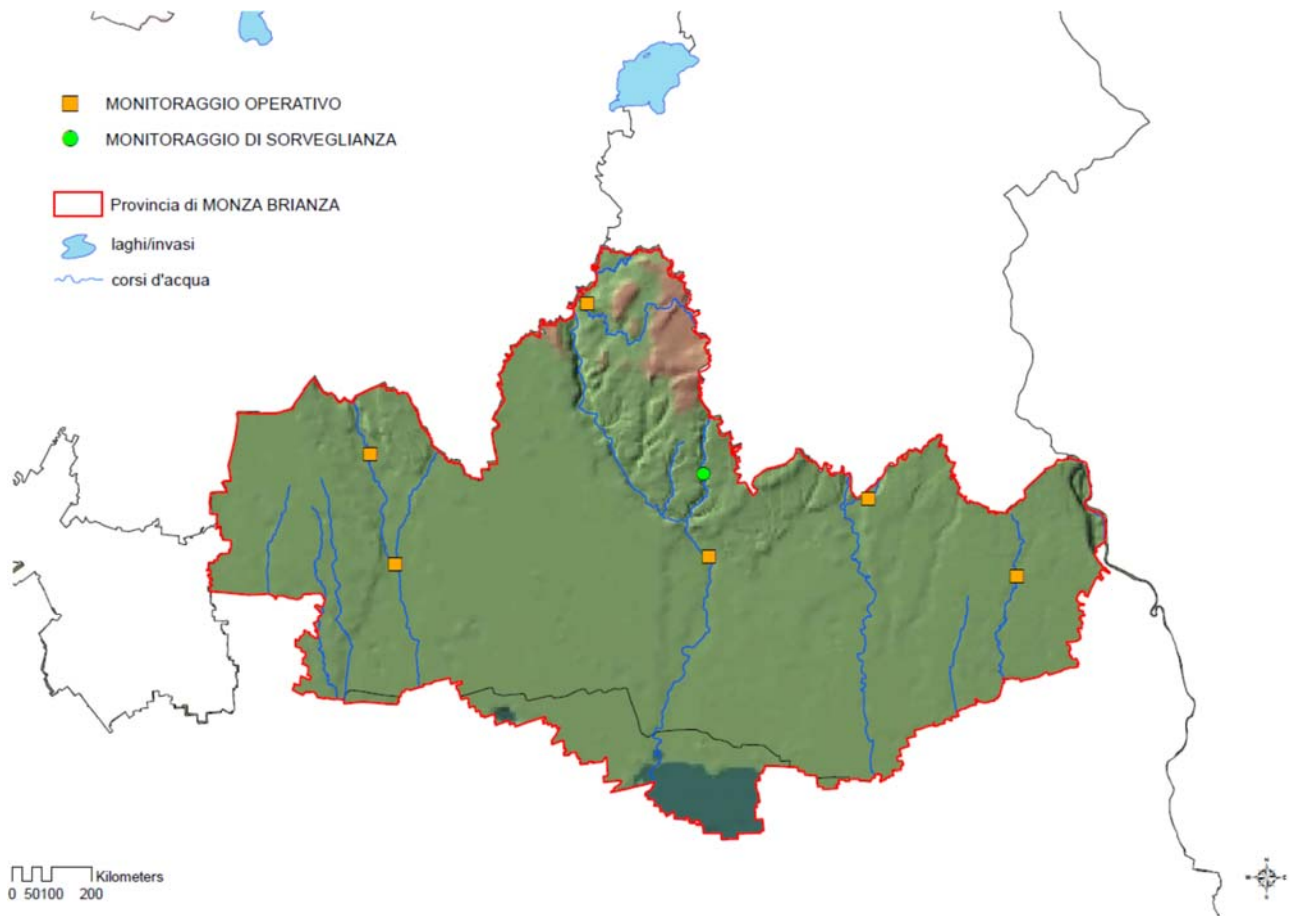 MONITORAGGIO OPERATIVO
MONITORAGGIO DI SORVEGLIANZA
Provincia di MONZA BRIANZA
laghi/invasi
corsi d'acqua
Kilometers
0 50100 200